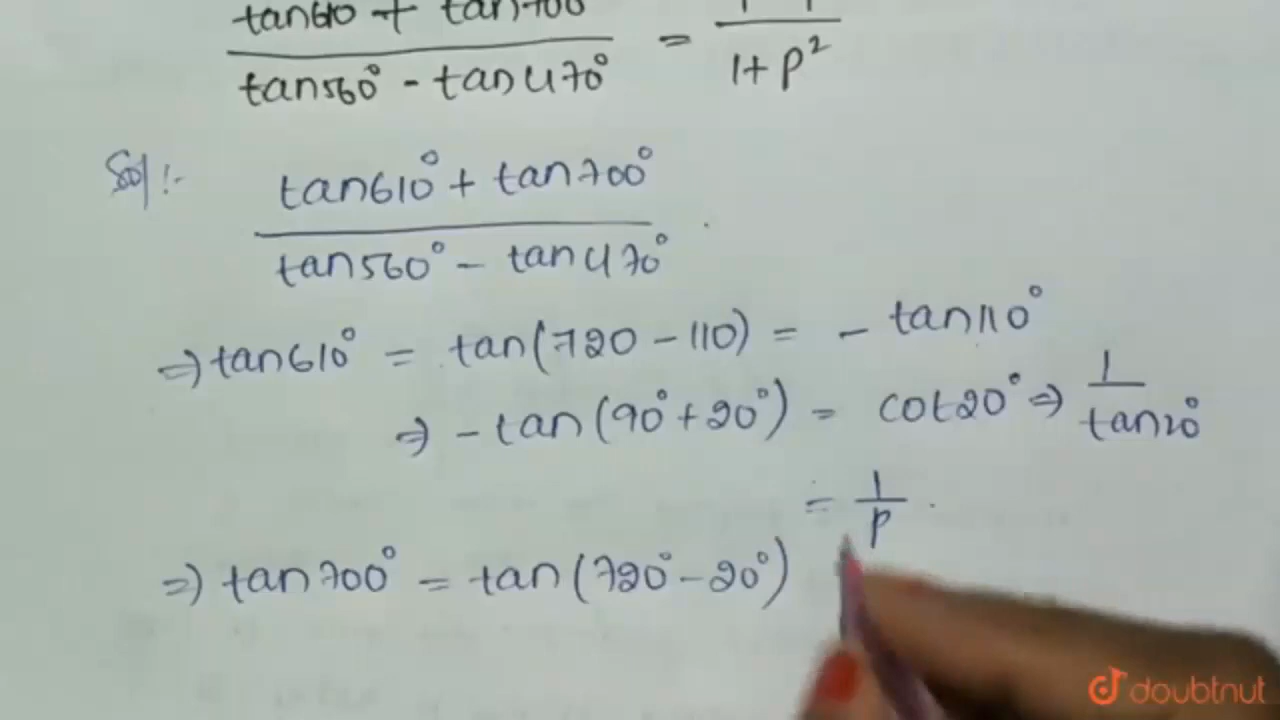 tan610 + tan700
tan560° - tan470° = 1+p²
Sol:-
tan610° + tan700°
tan560° - tan470°
⇒ tan610° = tan(720 - 110) = - tan110°
⇒ - tan(90° + 20°) = cot20° ⇒ 1/tan20°
= 1/p
⇒ tan700° = tan(720° - 20°)
doubtnut